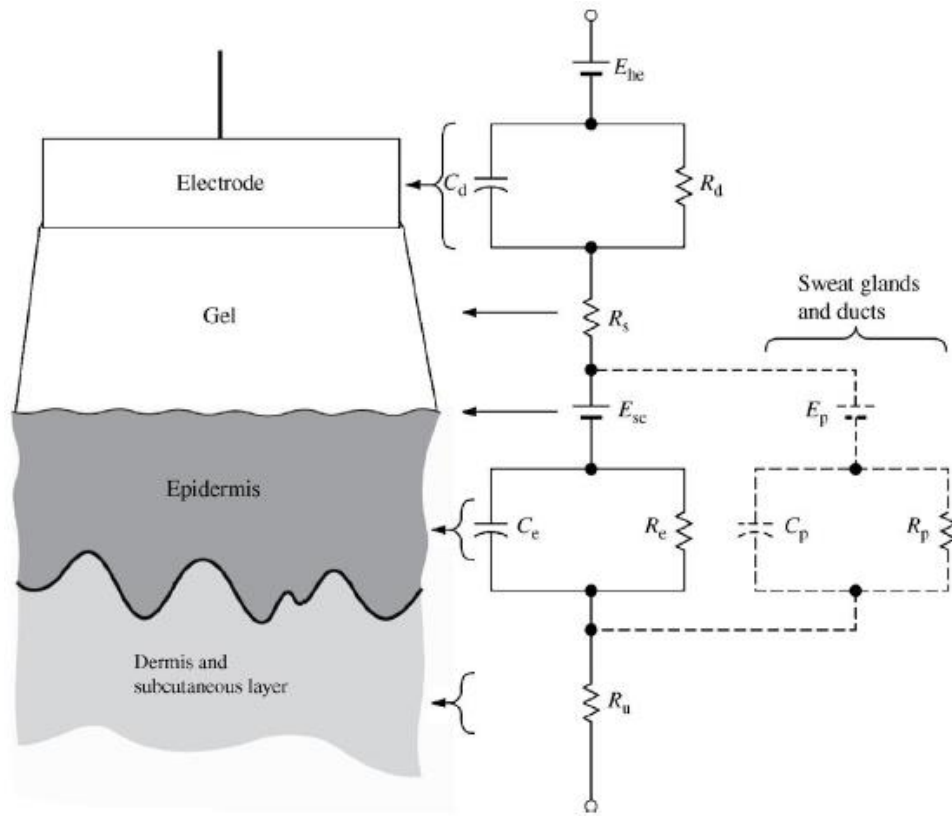 E_he
Electrode
C_d
R_d
Gel
R_s
Sweat glands
and ducts
E_se
E_p
Epidermis
C_e
R_e
C_p
R_p
Dermis and
subcutaneous layer
R_u